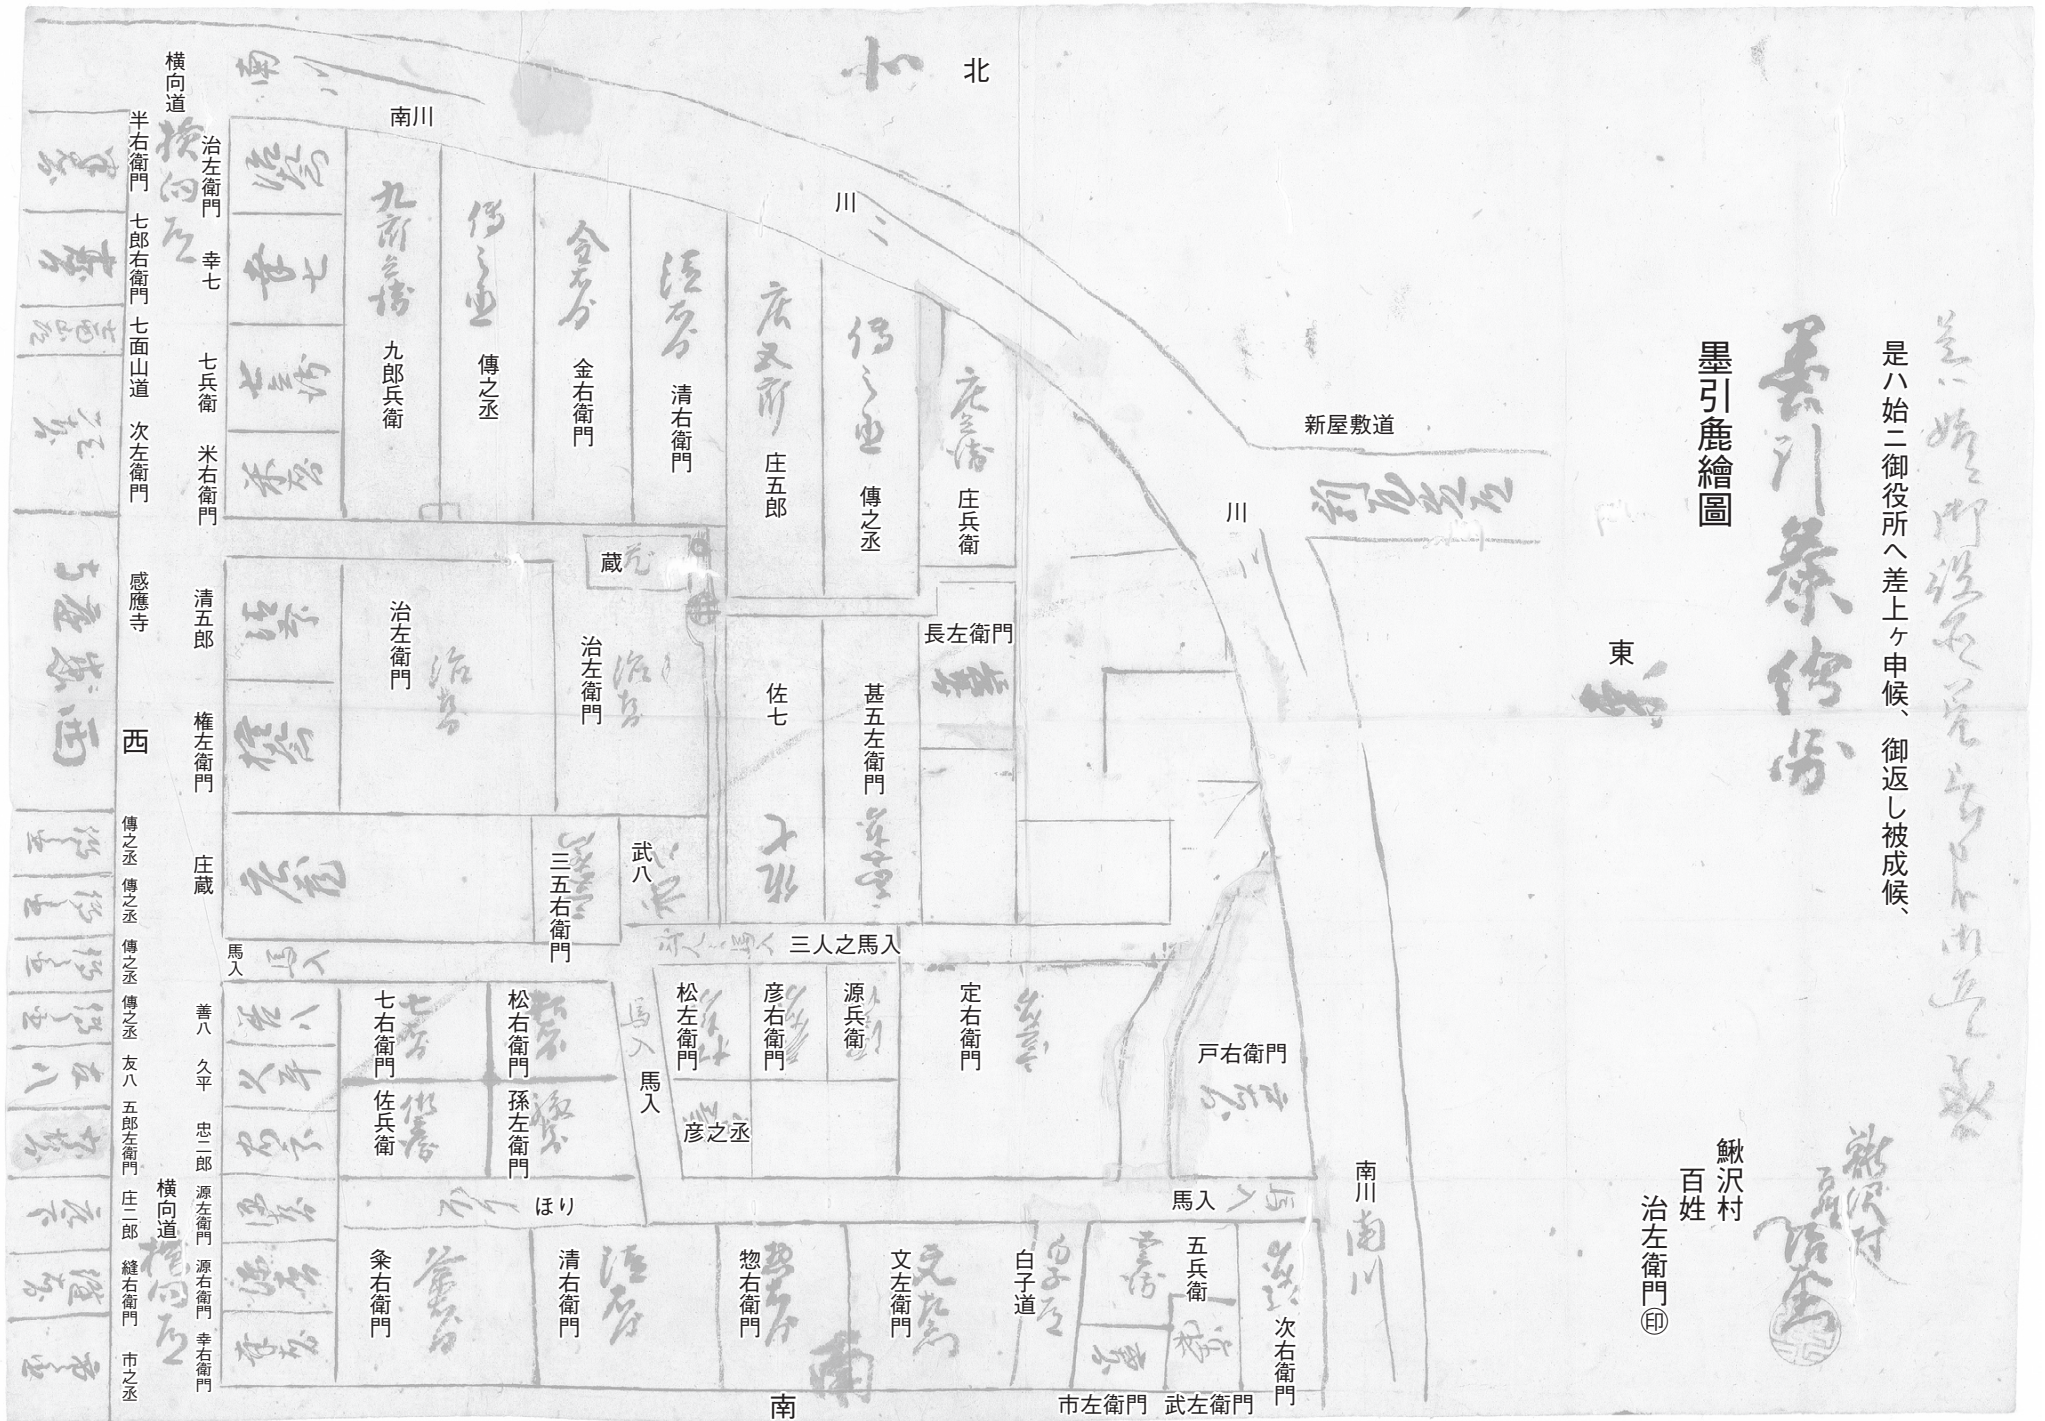 是ハ始ニ御役所へ差上ヶ申候、御返し被成候、
墨引麁繪圖
鰍沢村
百姓
治左衛門㊞
北
東
南
西
新屋敷道
川
川
南川
南川
横向道
治左衛門
幸七
七兵衛
米右衛門
半右衛門
七郎右衛門
七面山道
次左衛門
感應寺
九郎兵衛
傳之丞
金右衛門
清右衛門
庄五郎
傳之丞
庄兵衛
蔵
清五郎
権左衛門
庄蔵
治左衛門
治左衛門
佐七
甚五左衛門
長左衛門
三五右衛門
武八
馬入
三人之馬入
傳之丞
傳之丞
傳之丞
傳之丞
友八
五郎左衛門
庄二郎
縫右衛門
市之丞
横向道
善八
久平
忠二郎
源左衛門
源右衛門
幸右衛門
七右衛門
松右衛門
佐兵衛
孫左衛門
馬入
松左衛門
彦右衛門
源兵衛
彦之丞
定右衛門
戸右衛門
ほり
馬入
粂右衛門
清右衛門
惣右衛門
文左衛門
白子道
五兵衛
次右衛門
市左衛門
武左衛門